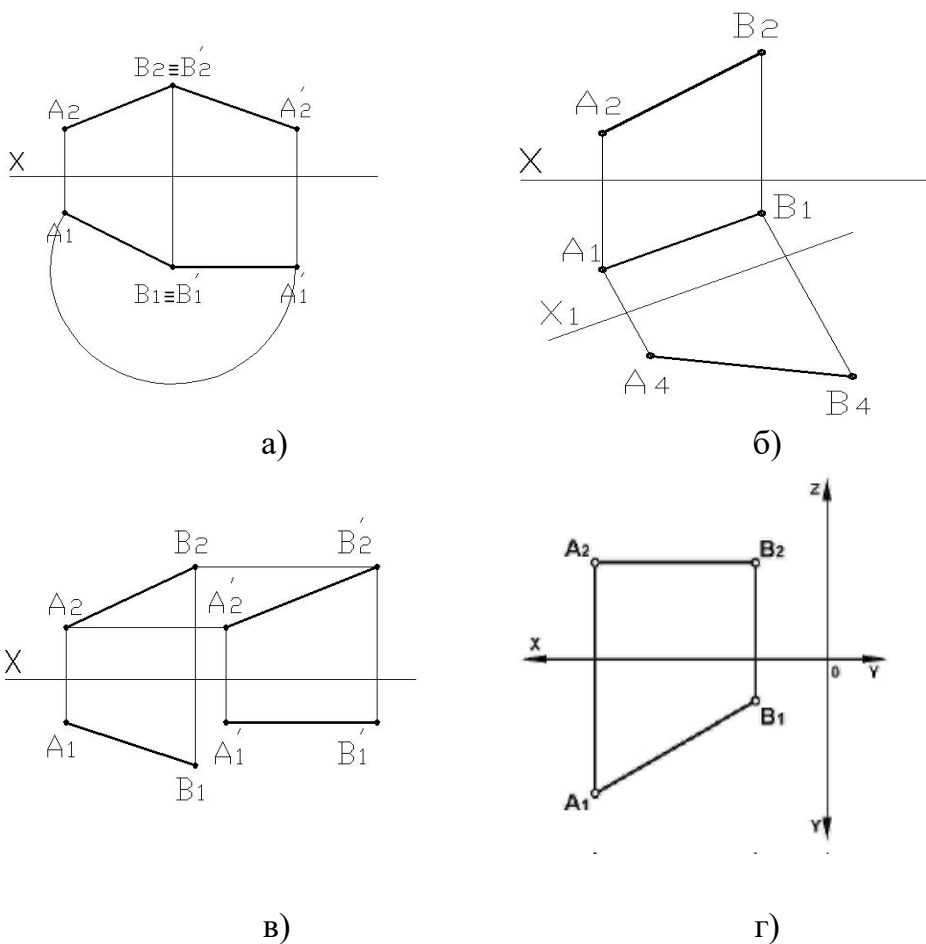 B2≡B2′
A2
A2′
X
A1
B1≡B1′
A1′
а)
B2
A2
X
B1
A1
X1
A4
B4
б)
B2
B2′
A2
A2′
X
A1
A1′
B1′
B1
в)
Z
A2
B2
X
0
Y
B1
A1
Y
г)